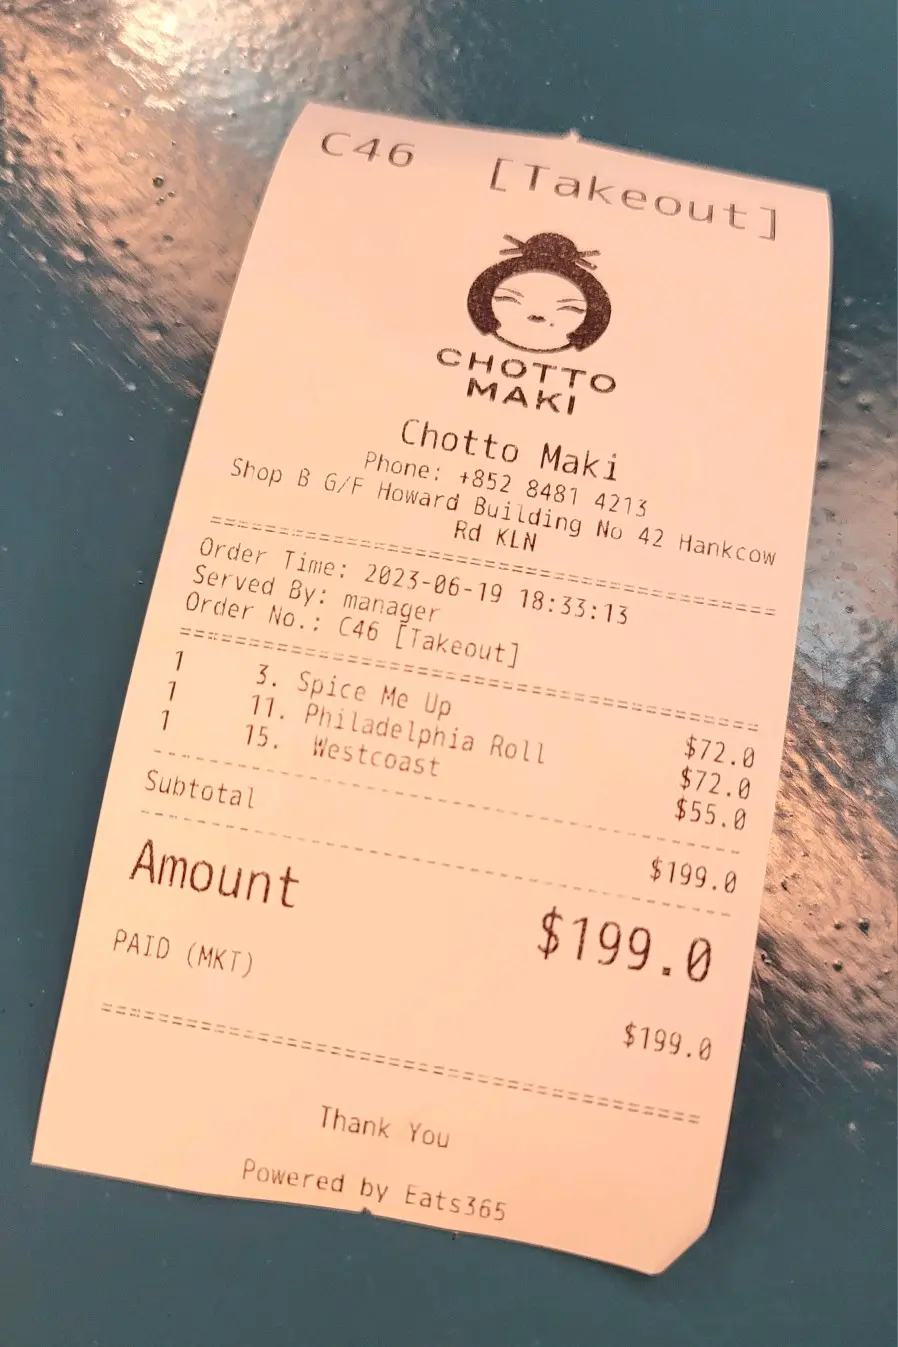 C46 [Takeout]
CHOTTO
MAKI
Chotto Maki
Phone: +852 8481 4213
Shop B G/F Howard Building No 42 Hankcow
Rd KLN
Order Time: 2023-06-19 18:33:13
Served By: manager
Order No.: C46 [Takeout]
1 3. Spice Me Up $72.0
1 11. Philadelphia Roll $72.0
1 15. Westcoast $55.0
Subtotal $199.0
Amount $199.0
PAID (MKT) $199.0
Thank You
Powered by Eats365